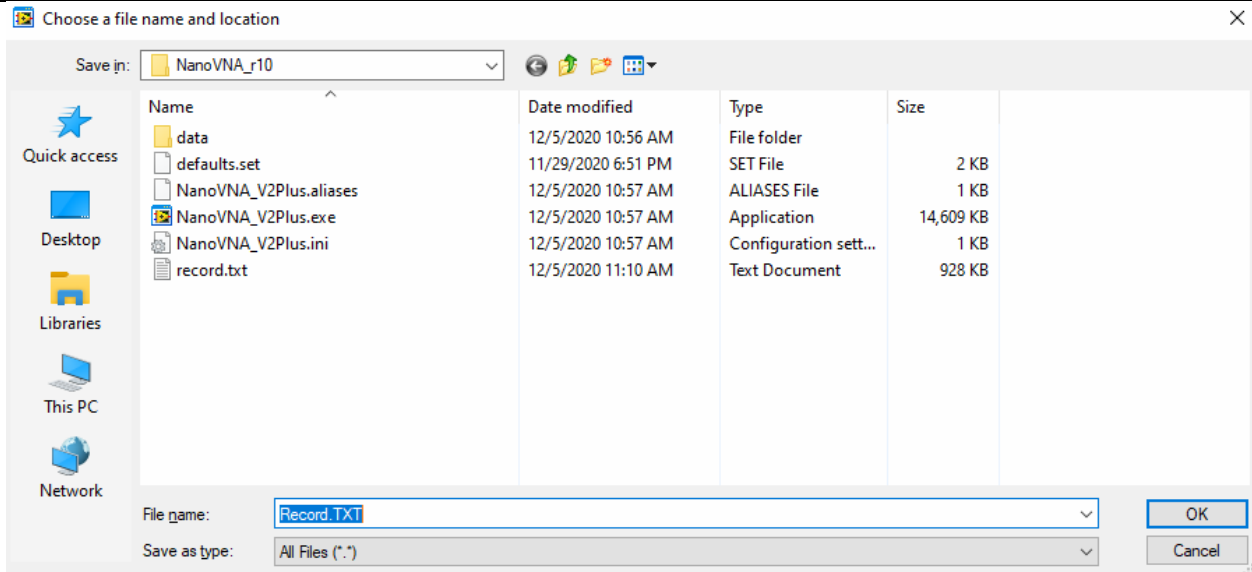 Choose a file name and location
Save in: NanoVNA_r10
Name Date modified Type Size
data 12/5/2020 10:56 AM File folder
defaults.set 11/29/2020 6:51 PM SET File 2 KB
NanoVNA_V2Plus.aliases 12/5/2020 10:57 AM ALIASES File 1 KB
NanoVNA_V2Plus.exe 12/5/2020 10:57 AM Application 14,609 KB
NanoVNA_V2Plus.ini 12/5/2020 10:57 AM Configuration sett... 1 KB
record.txt 12/5/2020 11:10 AM Text Document 928 KB
Quick access
Desktop
Libraries
This PC
Network
File name: Record.TXT OK
Save as type: All Files (*.*) Cancel